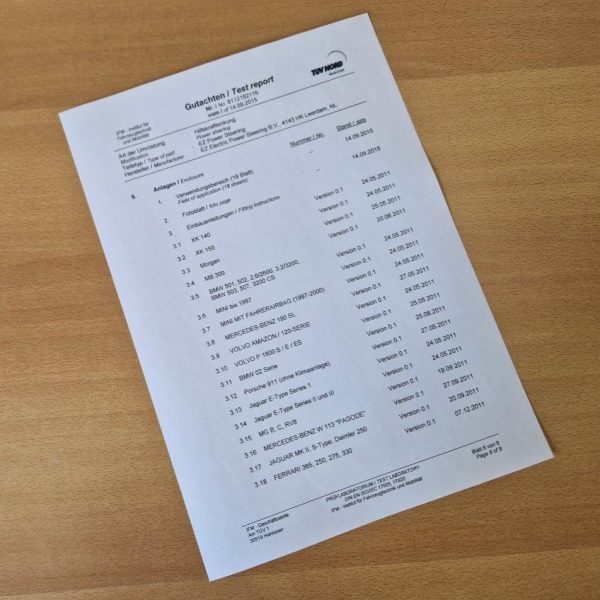 IFM - Institut für
Fahrzeugtechnik
und Mobilität
TÜV NORD
Mobilität
Gutachten / Test report
Nr. / No. 8112182116
vom / of 14.09.2015
Art der Umrüstung : Hilfskraftlenkung
Modification Power steering
Teiletyp / Type of part : EZ Power Steering
Hersteller / Manufacturer : EZ Electric Power Steering B.V., 4143 HK Leerdam, NL
Anlagen / Enclosure Nummer / No. Stand / date
1. Verwendungsbereich (18 Blatt) -- 14.09.2015
Field of application (18 sheets)
2. Fotoblatt / foto page -- 14.09.2015
3. Einbauanleitungen / Fitting instructions
3.1 XK 140 Version 0.1 24.05.2011
3.2 XK 150 Version 0.1 24.05.2011
3.3 Morgan Version 0.1 25.05.2011
3.4 MB 300 Version 0.1 20.06.2011
3.5 BMW 501, 502, 2.6/2600, 3,2/3200,
BMW 503, 507, 3200 CS Version 0.1 24.05.2011
3.6 MINI bis 1997 Version 0.1 24.05.2011
3.7 MINI MIT FAHRERAIRBAG (1997-2000) Version 0.1 24.05.2011
3.8 MERCEDES-BENZ 190 SL Version 0.1 27.05.2011
3.9 VOLVO AMAZON / 120-SERIE Version 0.1 24.05.2011
3.10 VOLVO P 1800 S / E / ES Version 0.1 25.05.2011
3.11 BMW 02 Serie Version 0.1 25.08.2011
3.12 Porsche 911 (ohne Klimaanlage) Version 0.1 27.05.2011
3.13 Jaguar E-Type Series 1 Version 0.1 24.05.2011
3.14 Jaguar E-Type Series II und III Version 0.1 24.05.2011
3.15 MG B, C, RV8 Version 0.1 19.09.2011
3.16 MERCEDES-BENZ W 113 "PAGODE" Version 0.1 27.09.2011
3.17 JAGUAR MK II, S-Type, Daimler 250 Version 0.1 20.09.2011
3.18 FERRARI 365, 250, 275, 330 Version 0.1 07.12.2011
Blatt 6 von 8
Page 6 of 8
PRÜFLABORATORIUM / TEST LABORATORY
DIN EN ISO/IEC 17025, 17020
IFM - Institut für Fahrzeugtechnik und Mobilität
IFM - Geschäftsstelle
Am TÜV 1
30519 Hannover